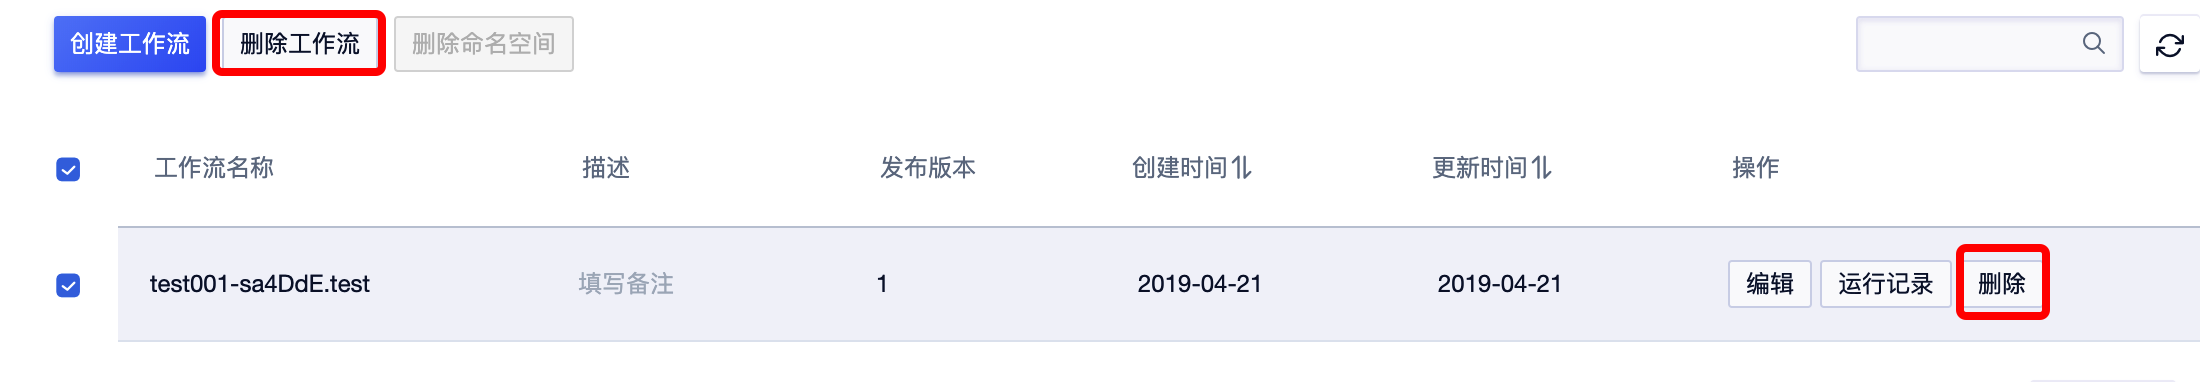 创建工作流 删除工作流 删除命名空间
工作流名称 描述 发布版本 创建时间 更新时间 操作
test001-sa4DdE.test 填写备注 1 2019-04-21 2019-04-21 编辑 运行记录 删除